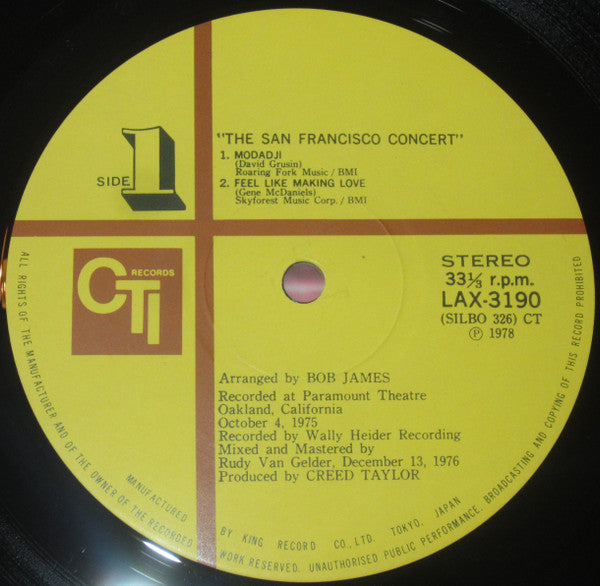 "THE SAN FRANCISCO CONCERT"
1. MODADJI
(David Grusin)
Roaring Fork Music / BMI
2. FEEL LIKE MAKING LOVE
(Gene McDaniels)
Skyforest Music Corp. / BMI
SIDE 1
CTI RECORDS
STEREO
33⅓ r.p.m.
LAX-3190
(SILBO 326) CT
Ⓟ 1978
Arranged by BOB JAMES
Recorded at Paramount Theatre
Oakland, California
October 4, 1975
Recorded by Wally Heider Recording
Mixed and Mastered by
Rudy Van Gelder, December 13, 1976
Produced by CREED TAYLOR
MANUFACTURED BY KING RECORD CO., LTD. TOKYO. JAPAN
ALL RIGHTS OF THE MANUFACTURER AND OF THE OWNER OF THE RECORDED WORK RESERVED. UNAUTHORISED PUBLIC PERFORMANCE. BROADCASTING AND COPYING OF THIS RECORD PROHIBITED